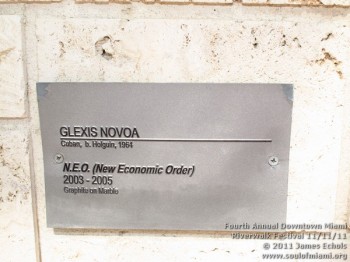 GLEXIS NOVOA
Cuban, b. Holguin, 1964
N.E.O. (New Economic Order)
2003 - 2005
Graphite on Marble
Fourth Annual Downtown Miami
Riverwalk Festival 11/11/11
© 2011 James Echols
www.soulofmiami.org